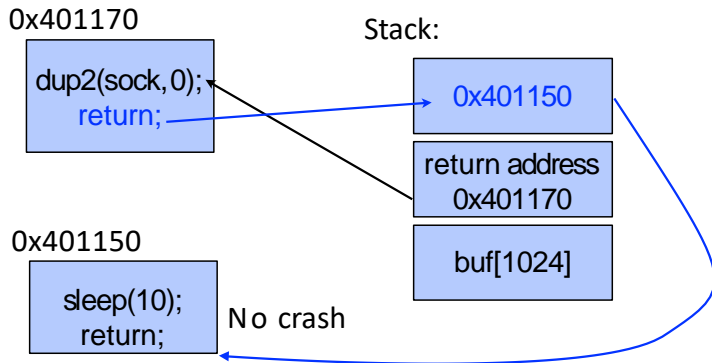 0x401170
dup2(sock,0);
return;
Stack:
0x401150
return address
0x401170
buf[1024]
0x401150
sleep(10);
return;
No crash